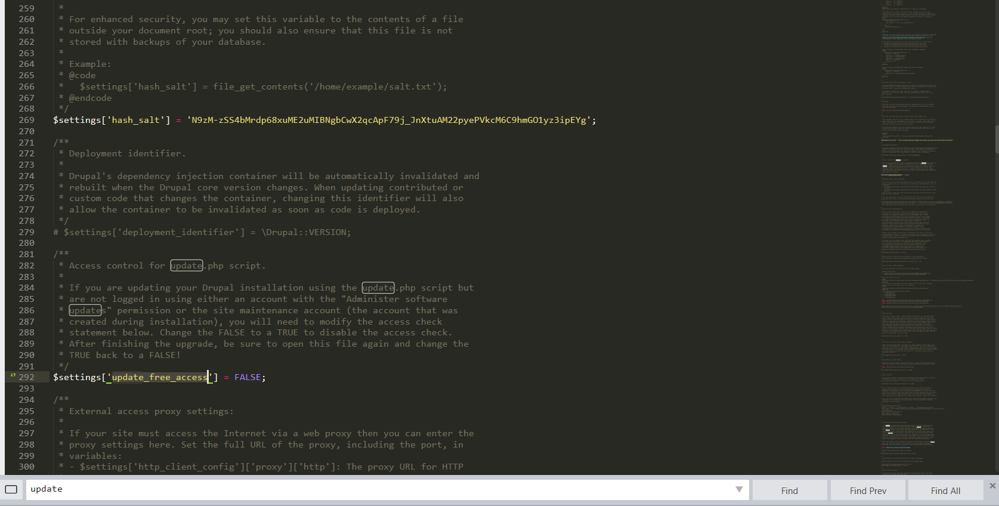 259 *
260 * For enhanced security, you may set this variable to the contents of a file
261 * outside your document root; you should also ensure that this file is not
262 * stored with backups of your database.
263 *
264 * Example:
265 * @code
266 *   $settings['hash_salt'] = file_get_contents('/home/example/salt.txt');
267 * @endcode
268 */
269 $settings['hash_salt'] = 'N9zM-zSS4bMrdp68xuME2uMIBNgbCwX2qcApF79j_JnXtuAM22pyePVkcM6C9hmGO1yz3ipEYg';
270
271 /**
272 * Deployment identifier.
273 *
274 * Drupal's dependency injection container will be automatically invalidated and
275 * rebuilt when the Drupal core version changes. When updating contributed or
276 * custom code that changes the container, changing this identifier will also
277 * allow the container to be invalidated as soon as code is deployed.
278 */
279 # $settings['deployment_identifier'] = \Drupal::VERSION;
280
281 /**
282 * Access control for update.php script.
283 *
284 * If you are updating your Drupal installation using the update.php script but
285 * are not logged in using either an account with the "Administer software
286 * updates" permission or the site maintenance account (the account that was
287 * created during installation), you will need to modify the access check
288 * statement below. Change the FALSE to a TRUE to disable the access check.
289 * After finishing the upgrade, be sure to open this file again and change the
290 * TRUE back to a FALSE!
291 */
292 $settings['update_free_access'] = FALSE;
293
294 /**
295 * External access proxy settings:
296 *
297 * If your site must access the Internet via a web proxy then you can enter the
298 * proxy settings here. Set the full URL of the proxy, including the port, in
299 * variables:
300 * - $settings['http_client_config']['proxy']['http']: The proxy URL for HTTP
update
Find
Find Prev
Find All